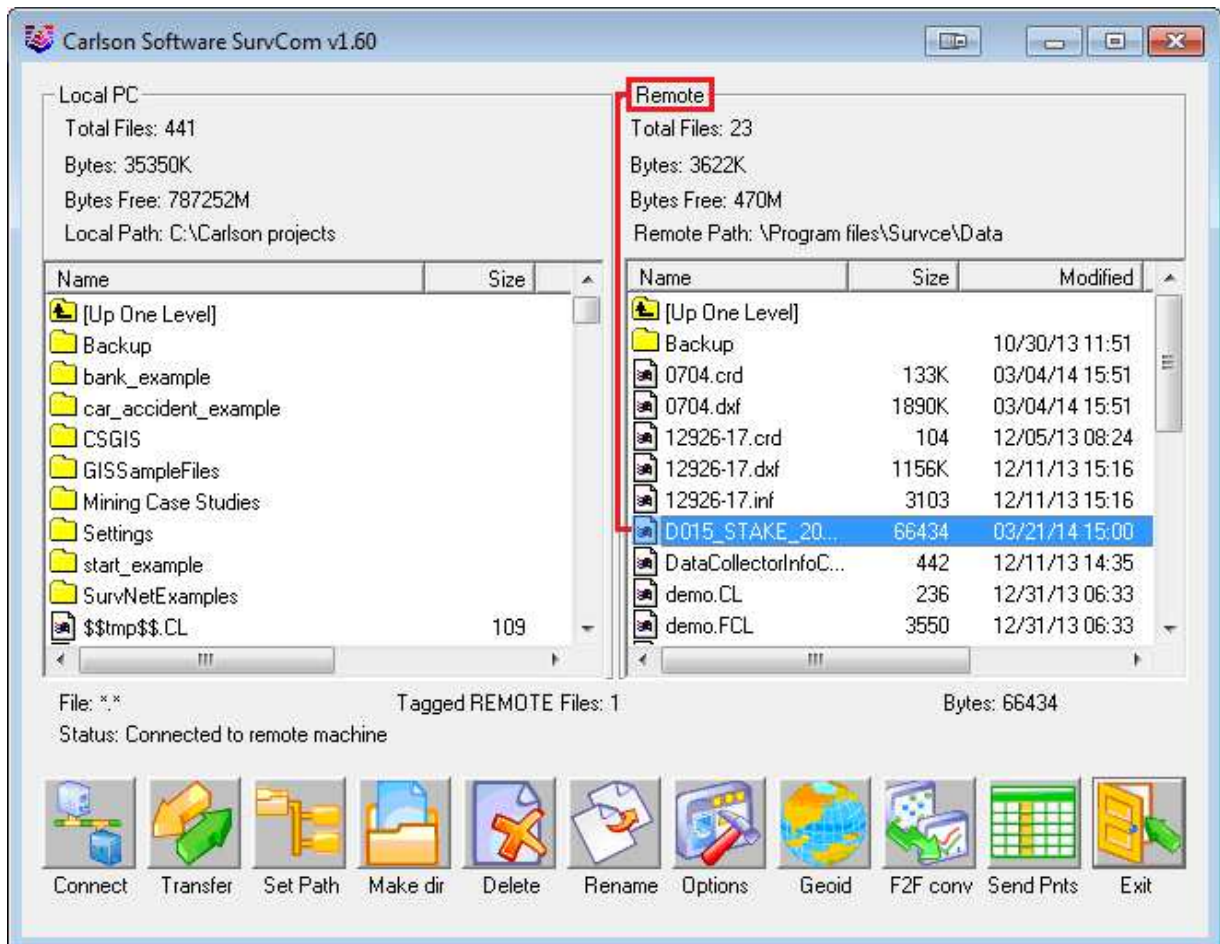 Carlson Software SurvCom v1.60
Local PC
Total Files: 441
Bytes: 35350K
Bytes Free: 787252M
Local Path: C:\Carlson projects
Name Size
[Up One Level]
Backup
bank_example
car_accident_example
CSGIS
GISSampleFiles
Mining Case Studies
Settings
start_example
SurvNetExamples
$$tmp$$.CL 109
Remote
Total Files: 23
Bytes: 3622K
Bytes Free: 470M
Remote Path: \Program files\Survce\Data
Name Size Modified
[Up One Level]
Backup 10/30/13 11:51
0704.crd 133K 03/04/14 15:51
0704.dxf 1890K 03/04/14 15:51
12926-17.crd 104 12/05/13 08:24
12926-17.dxf 1156K 12/11/13 15:16
12926-17.inf 3103 12/11/13 15:16
D015_STAKE_20... 66434 03/21/14 15:00
DataCollectorInfoC... 442 12/11/13 14:35
demo.CL 236 12/31/13 06:33
demo.FCL 3550 12/31/13 06:33
File: *.* Tagged REMOTE Files: 1 Bytes: 66434
Status: Connected to remote machine
Connect Transfer Set Path Make dir Delete Rename Options Geoid F2F conv Send Pnts Exit